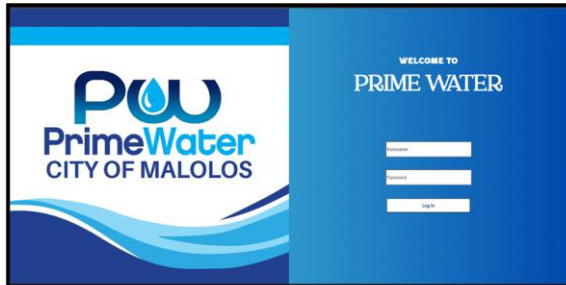 PW
PrimeWater
CITY OF MALOLOS
WELCOME TO
PRIME WATER
Username
Password
Log In